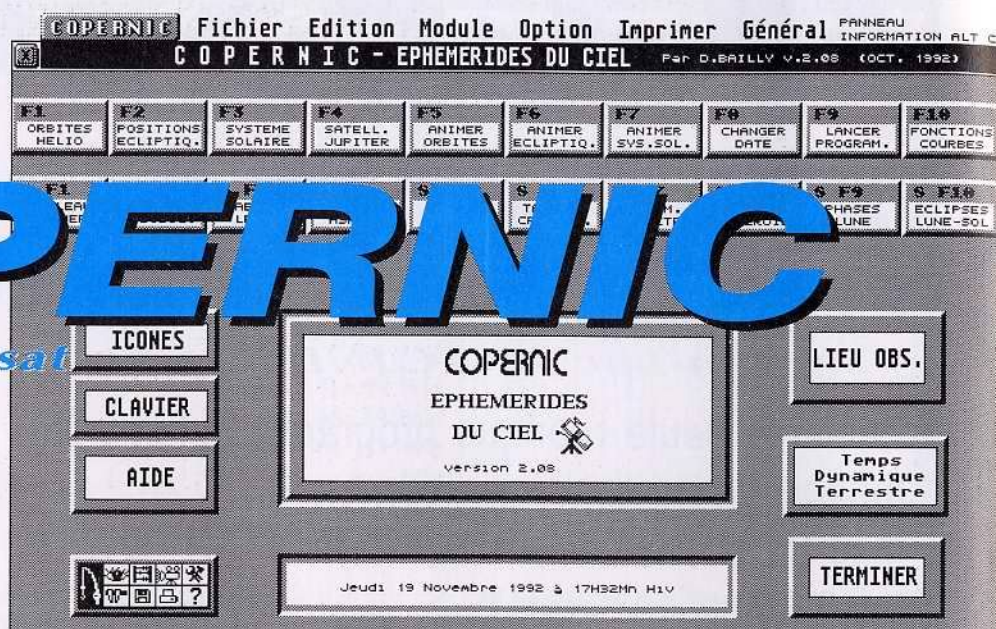 COPERNIC Fichier Edition Module Option Imprimer Général PANNEAU
INFORMATION ALT C
COPERNIC - EPHEMERIDES DU CIEL Par D.BAILLY v.2.08 (OCT. 1992)
F1 F2 F3 F4 F5 F6 F7 F8 F9 F10
ORBITES POSITIONS SYSTEME SATELL. ANIMER ANIMER ANIMER CHANGER LANCER FONCTIONS
HELIO ECLIPTIQ. SOLAIRE JUPITER ORBITES ECLIPTIQ. SYS.SOL. DATE PROGRAM. COURBES
F1 S F9 S F10
PHASES ECLIPSES
LUNE LUNE-SOL
PERNIC
sat
ICONES
CLAVIER
AIDE
COPERNIC
EPHEMERIDES
DU CIEL
version 2.08
LIEU OBS.
Temps
Dynamique
Terrestre
TERMINER
?
Jeudi 19 Novembre 1992 à 17H32Mn Hiv